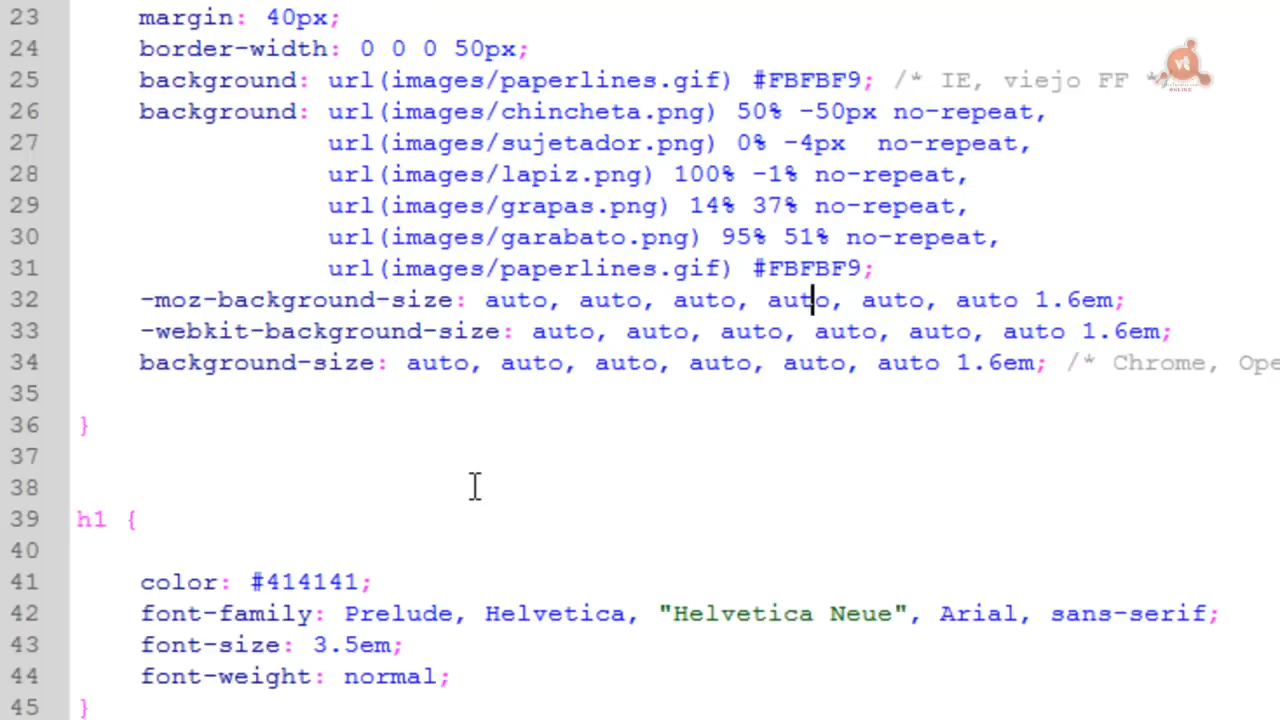 23 margin: 40px;
24 border-width: 0 0 0 50px;
25 background: url(images/paperlines.gif) #FBFBF9; /* IE, viejo FF *
26 background: url(images/chincheta.png) 50% -50px no-repeat,
27 url(images/sujetador.png) 0% -4px  no-repeat,
28 url(images/lapiz.png) 100% -1% no-repeat,
29 url(images/grapas.png) 14% 37% no-repeat,
30 url(images/garabato.png) 95% 51% no-repeat,
31 url(images/paperlines.gif) #FBFBF9;
32 -moz-background-size: auto, auto, auto, auto, auto, auto 1.6em;
33 -webkit-background-size: auto, auto, auto, auto, auto, auto 1.6em;
34 background-size: auto, auto, auto, auto, auto, auto 1.6em; /* Chrome, Ope
35
36 }
37
38
39 h1 {
40
41 color: #414141;
42 font-family: Prelude, Helvetica, "Helvetica Neue", Arial, sans-serif;
43 font-size: 3.5em;
44 font-weight: normal;
45 }
vt
ONLINE